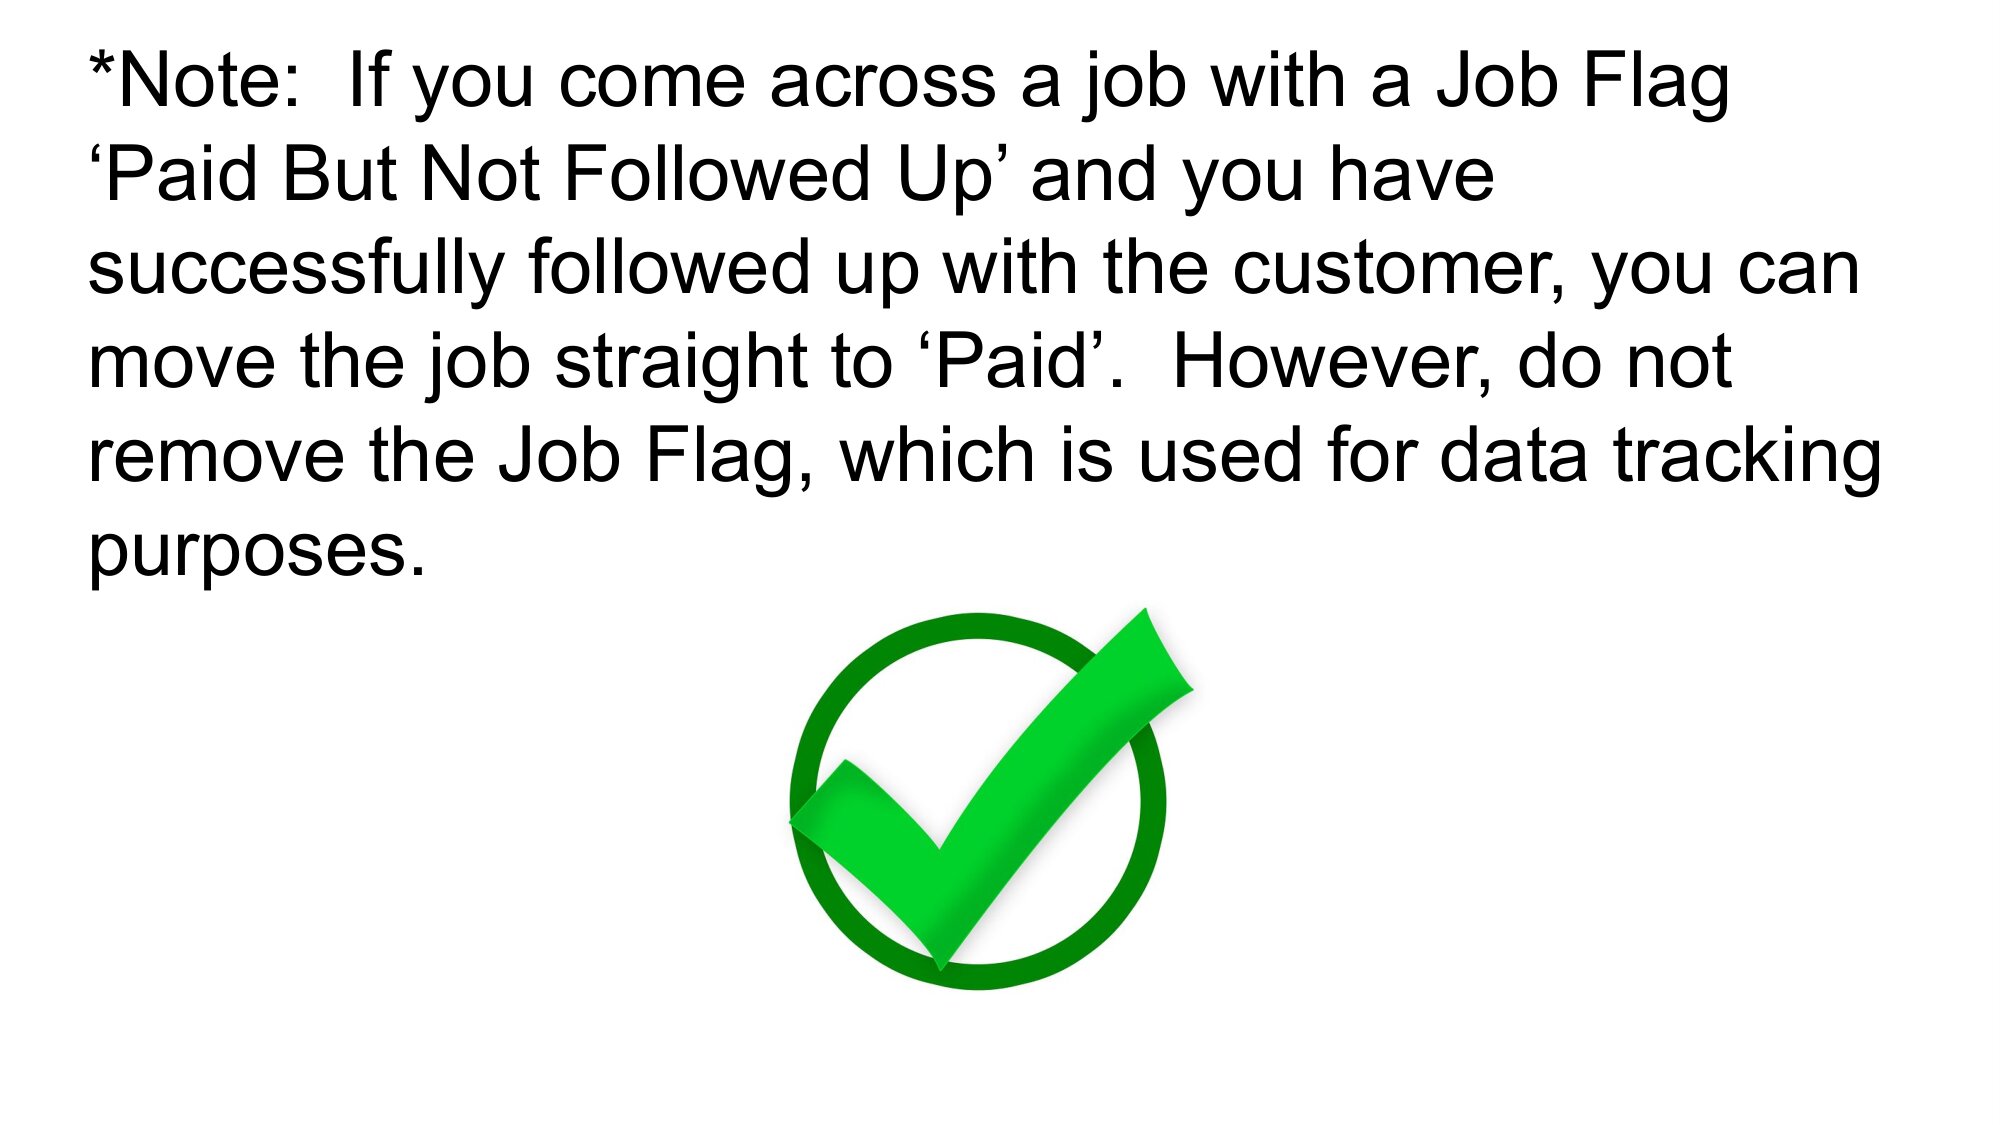 *Note:  If you come across a job with a Job Flag
‘Paid But Not Followed Up’ and you have
successfully followed up with the customer, you can
move the job straight to ‘Paid’.  However, do not
remove the Job Flag, which is used for data tracking
purposes.